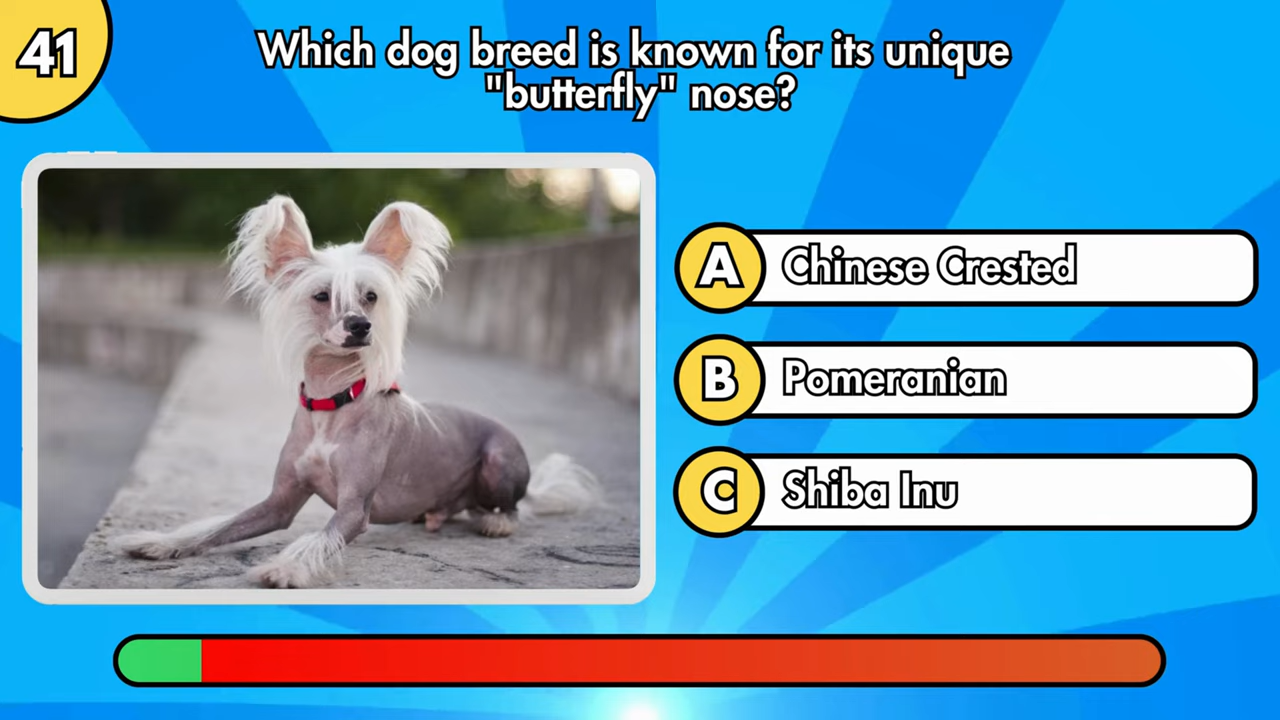 41
Which dog breed is known for its unique
"butterfly" nose?
A Chinese Crested
B Pomeranian
C Shiba Inu